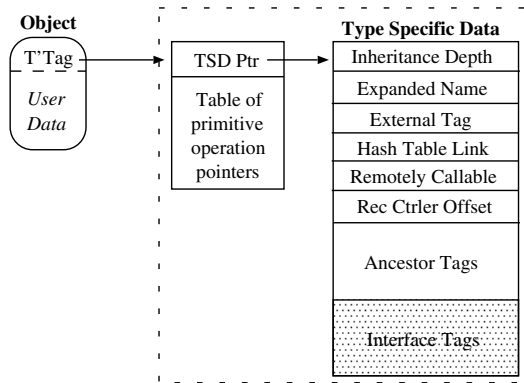 Object
T'Tag
User
Data
TSD Ptr
Table of
primitive
operation
pointers
Type Specific Data
Inheritance Depth
Expanded Name
External Tag
Hash Table Link
Remotely Callable
Rec Ctrler Offset
Ancestor Tags
Interface Tags